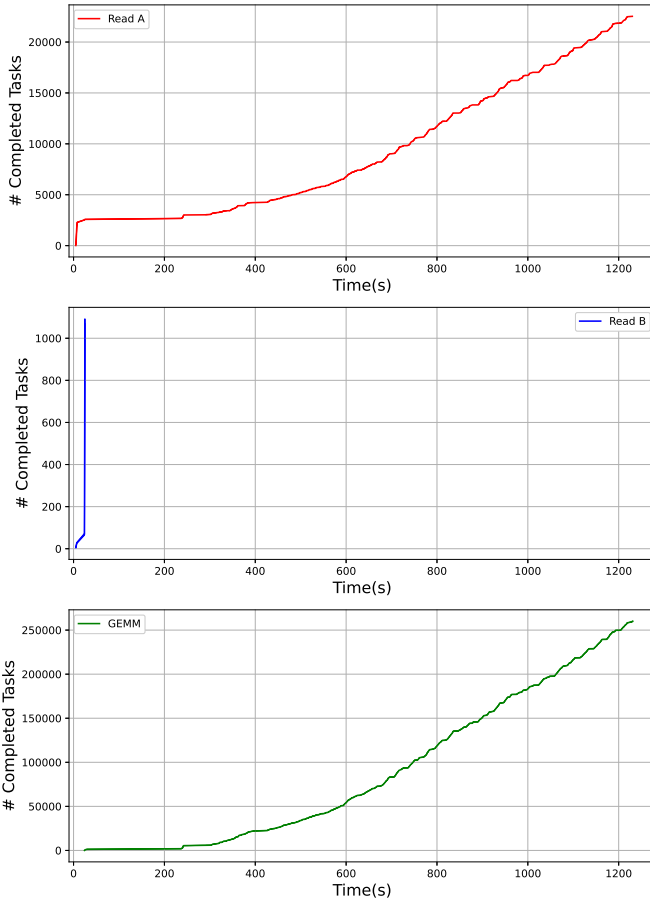 Read A
# Completed Tasks
20000
15000
10000
5000
0
0 200 400 600 800 1000 1200
Time(s)
Read B
# Completed Tasks
1000
800
600
400
200
0
0 200 400 600 800 1000 1200
Time(s)
GEMM
# Completed Tasks
250000
200000
150000
100000
50000
0
0 200 400 600 800 1000 1200
Time(s)